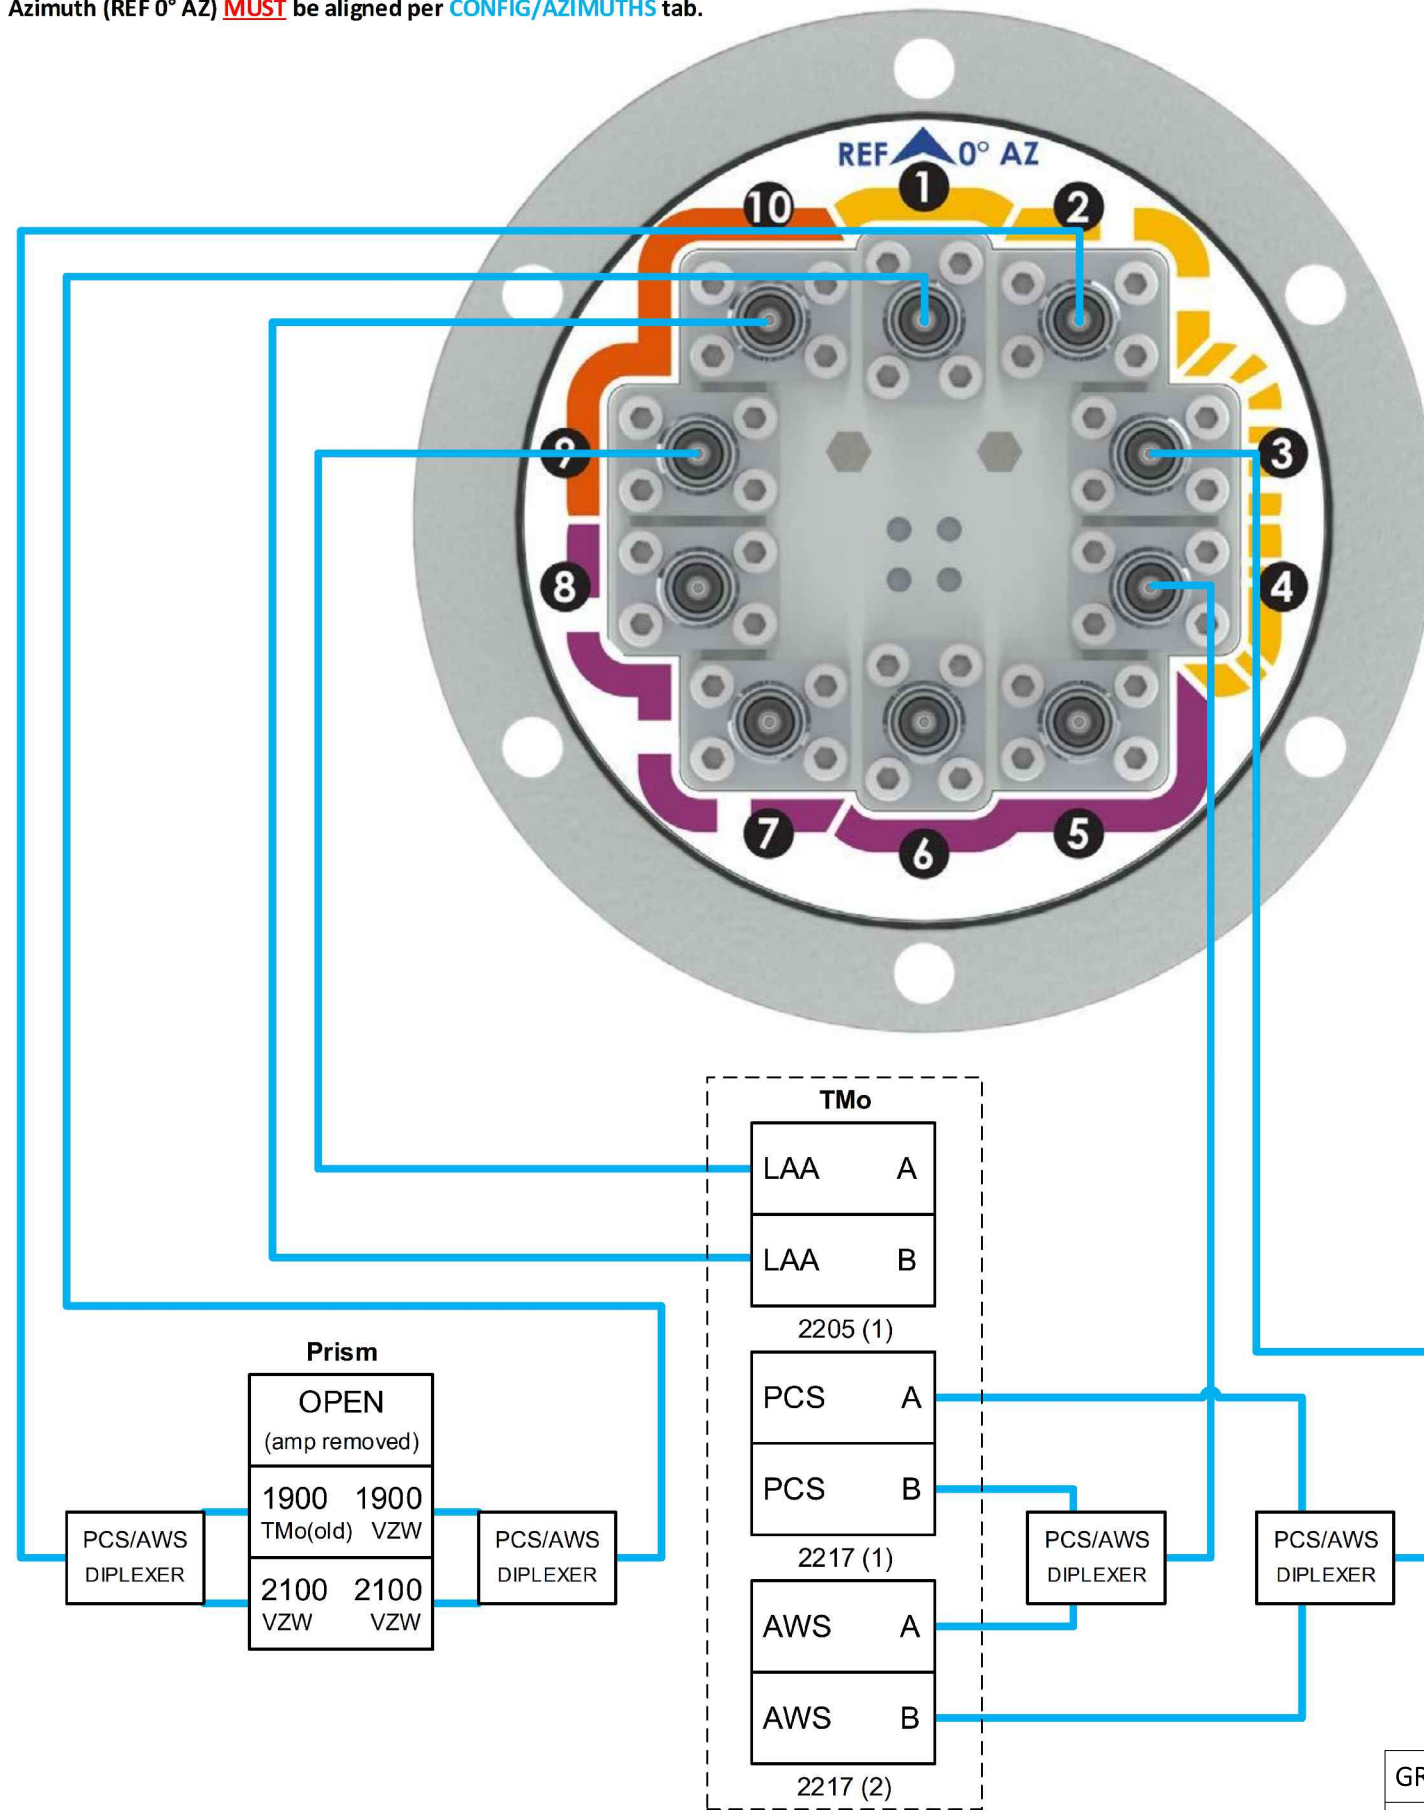 Azimuth (REF 0° AZ) MUST be aligned per CONFIG/AZIMUTHS tab.
REF 0° AZ
1
10
2
9
3
8
4
7
5
6
TMo
LAA A
LAA B
2205 (1)
Prism
OPEN
(amp removed)
1900 1900
TMo(old) VZW
2100 2100
VZW VZW
PCS/AWS
DIPLEXER
PCS/AWS
DIPLEXER
PCS A
PCS B
2217 (1)
PCS/AWS
DIPLEXER
PCS/AWS
DIPLEXER
AWS A
AWS B
2217 (2)
GR